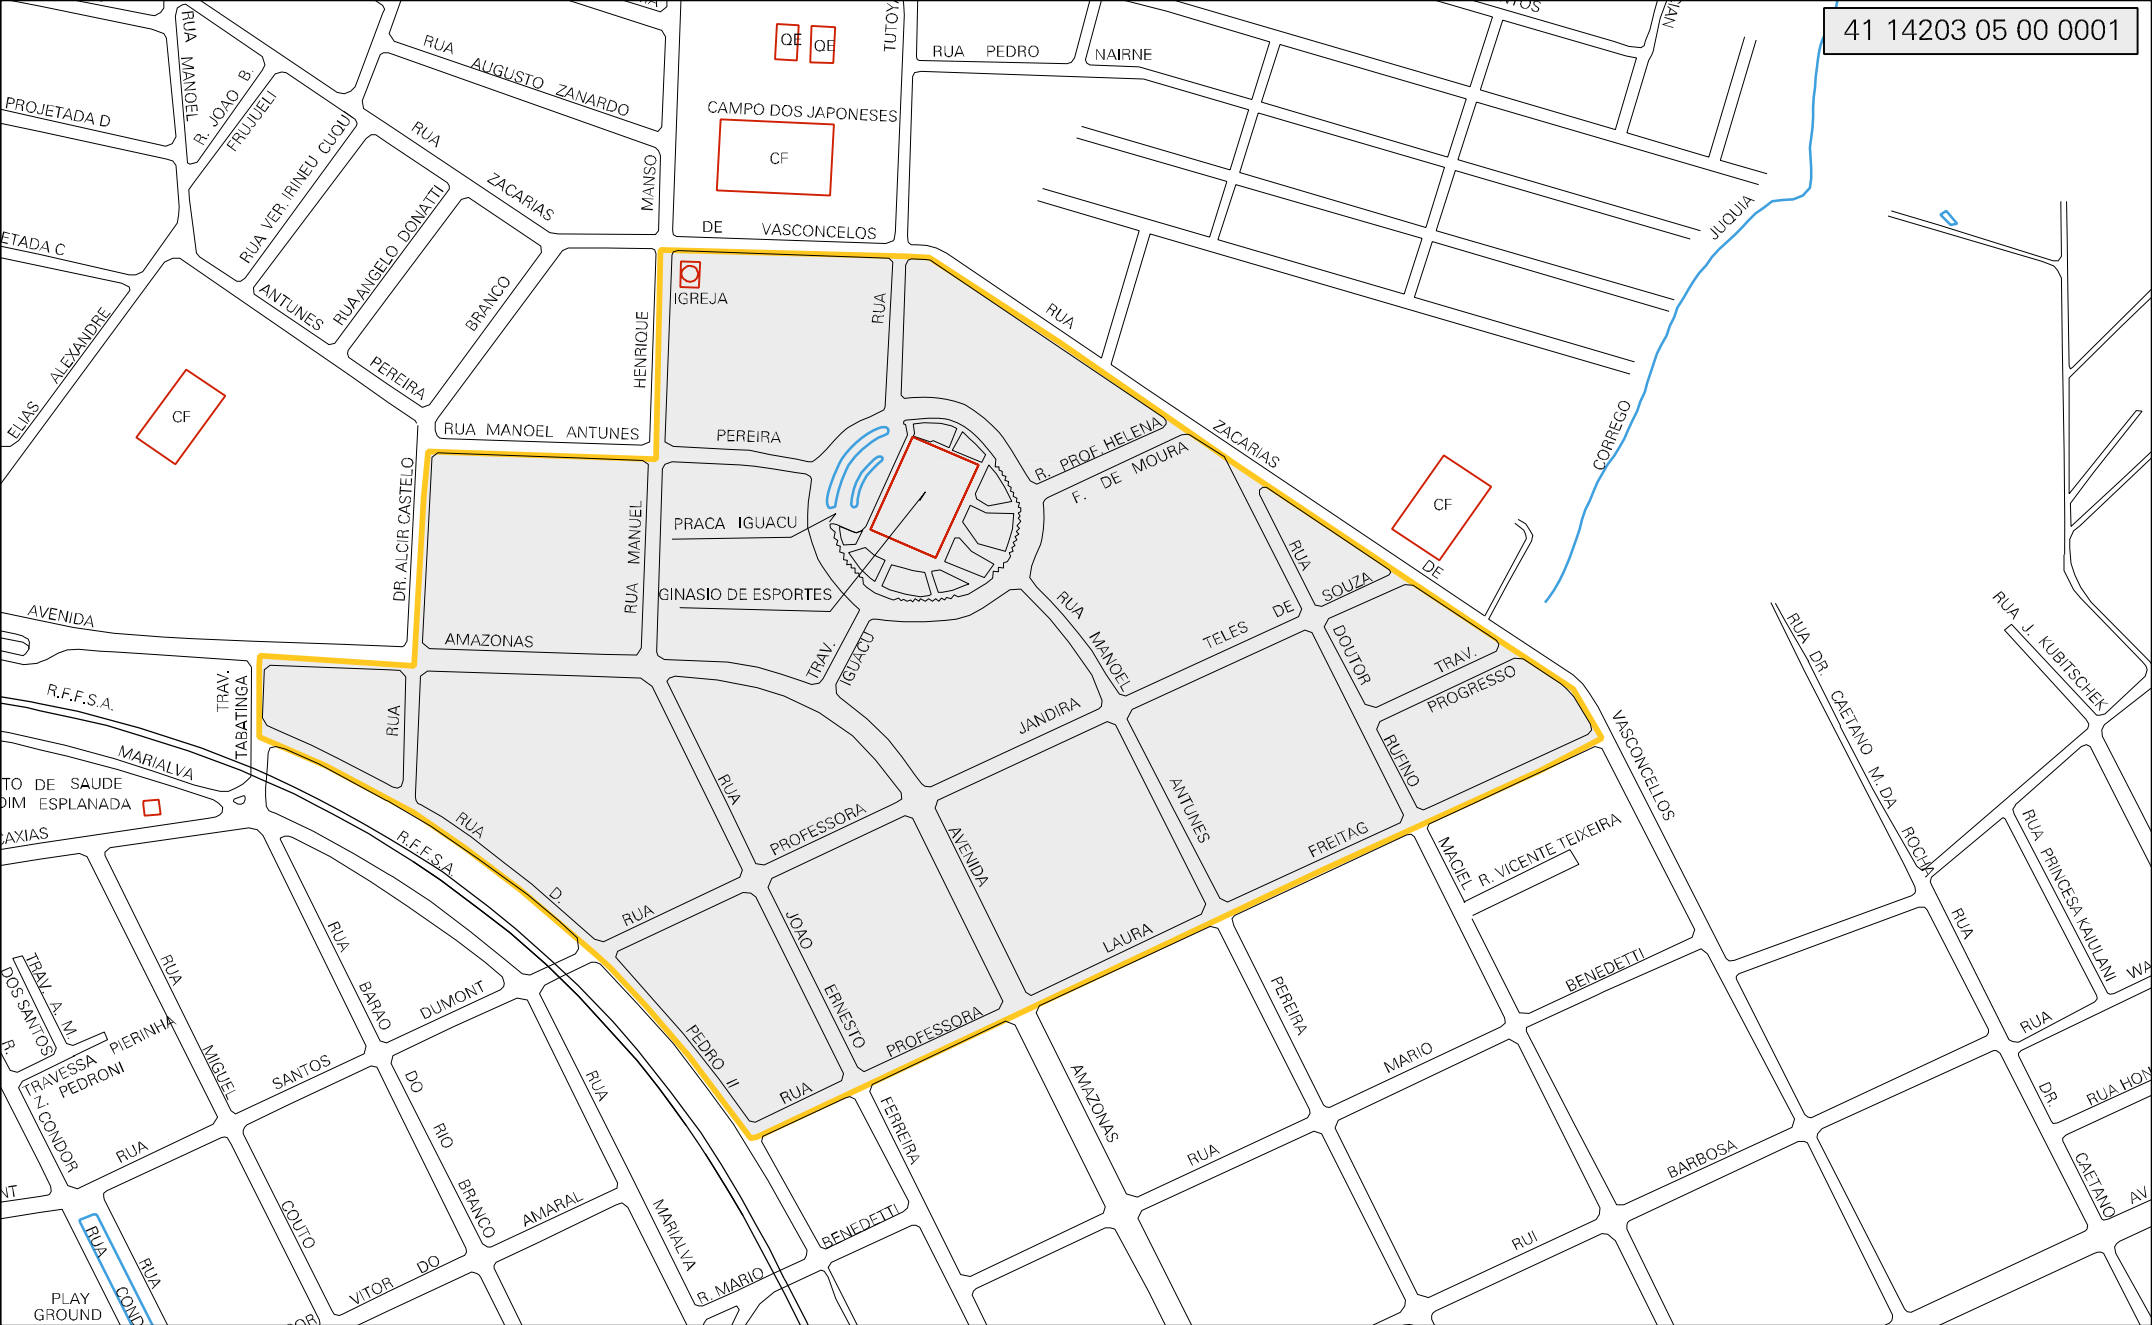 41 14203 05 00 0001
RUA MANOEL
R. JOAO B.
FRUJUELI
PROJETADA D
RUA AUGUSTO ZANARDO
QE
QE
TUTOY
RUA PEDRO NAIRNE
CAMPO DOS JAPONESES
CF
RUA VER. IRINEU CUQU
RUA ANGELO DONATTI
RUA ZACARIAS
DE VASCONCELOS
MANSO
HENRIQUE
ETADA C
ELIAS ALEXANDRE
ANTUNES
PEREIRA
BRANCO
CF
RUA MANOEL ANTUNES
IGREJA
RUA
PEREIRA
RUA
ZACARIAS
DE
VASCONCELLOS
JUQUIA
CORREGO
CF
R. PROF. HELENA
F. DE MOURA
PRACA IGUACU
GINASIO DE ESPORTES
RUA MANUEL
DR. ALCIR CASTELO
RUA
AVENIDA
AMAZONAS
TRAV.
IGUACU
RUA
MANOEL
ANTUNES
PEREIRA
RUA
DOUTOR
RUFINO
MACIEL
TELES DE SOUZA
TRAV.
PROGRESSO
JANDIRA
PROFESSORA
RUA
R.F.F.S.A.
TRAV.
TABATINGA
MARIALVA
TO DE SAUDE
DIM ESPLANADA
CAXIAS
R.F.F.S.A.
RUA
D.
PEDRO II
RUA
JOAO
ERNESTO
FERREIRA
AVENIDA
AMAZONAS
RUA
PROFESSORA
LAURA
FREITAG
R. VICENTE TEIXEIRA
RUA DR. CAETANO M. DA ROCHA
RUA J. KUBITSCHEK
RUA PRINCESA KAIULANI
WA
RUA
RUA
DR.
CAETANO
RUA HON
AV
BENEDETTI
MARIO
RUA
BARBOSA
RUI
TRAV. A. M.
DOS SANTOS
R.
TRAVESSA PIERINHA
PEDRONI
CONDOR
RUA
MIGUEL
COUTO
RUA
BARAO
DO
RIO
BRANCO
RUA
SANTOS
DUMONT
RUA
MARIALVA
VITOR DO AMARAL
R. MARIO
BENEDETTI
RUA
RUA
COND
PLAY
GROUND